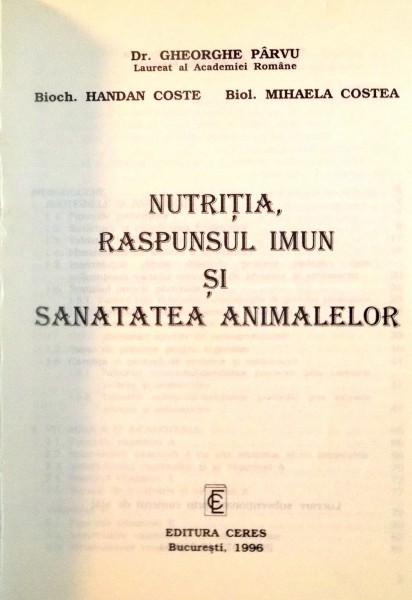 Dr. GHEORGHE PÂRVU
Laureat al Academiei Române
Bioch. HANDAN COSTE Biol. MIHAELA COSTEA
NUTRIȚIA,
RASPUNSUL IMUN
ȘI
SANATATEA ANIMALELOR
EDITURA CERES
București, 1996